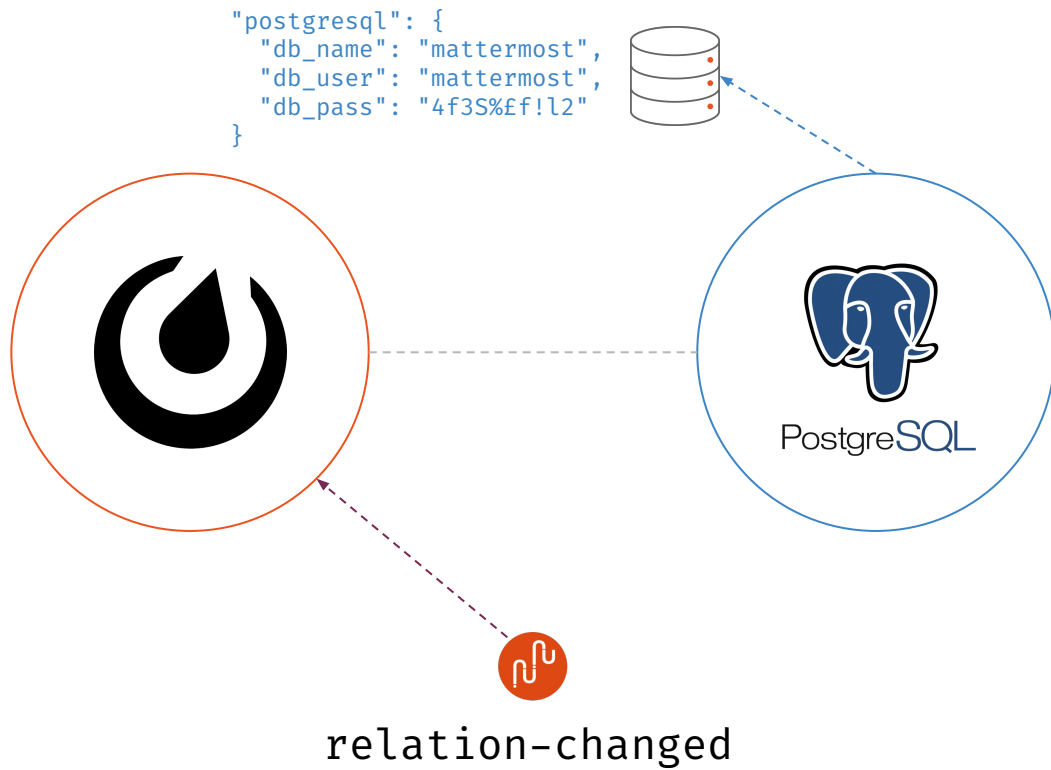 "postgresql": {
  "db_name": "mattermost",
  "db_user": "mattermost",
  "db_pass": "4f3S%£f!l2"
}
PostgreSQL
relation-changed